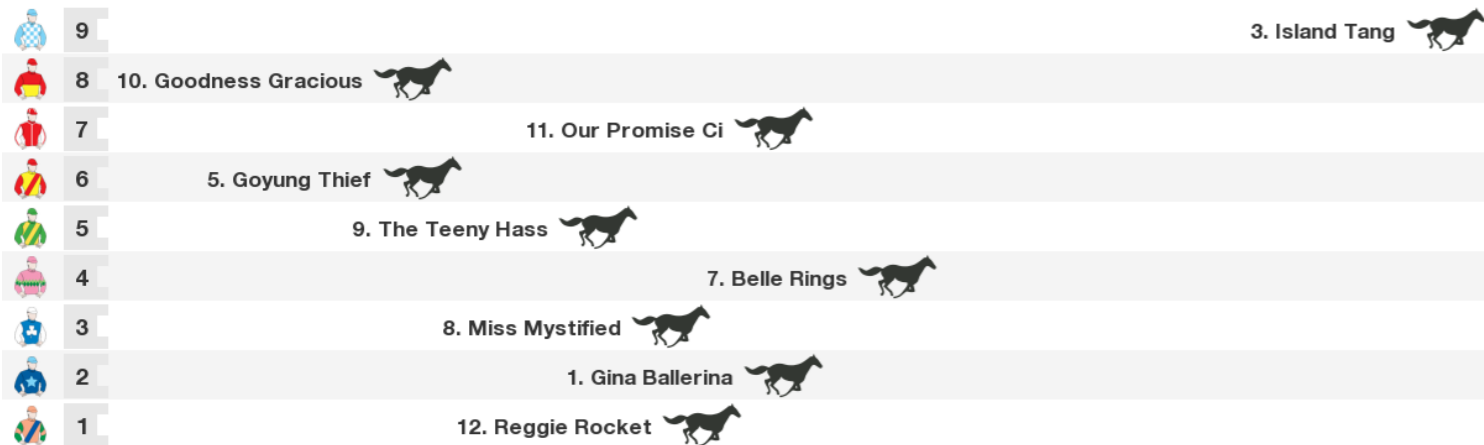 9 3. Island Tang
8 10. Goodness Gracious
7 11. Our Promise Ci
6 5. Goyung Thief
5 9. The Teeny Hass
4 7. Belle Rings
3 8. Miss Mystified
2 1. Gina Ballerina
1 12. Reggie Rocket